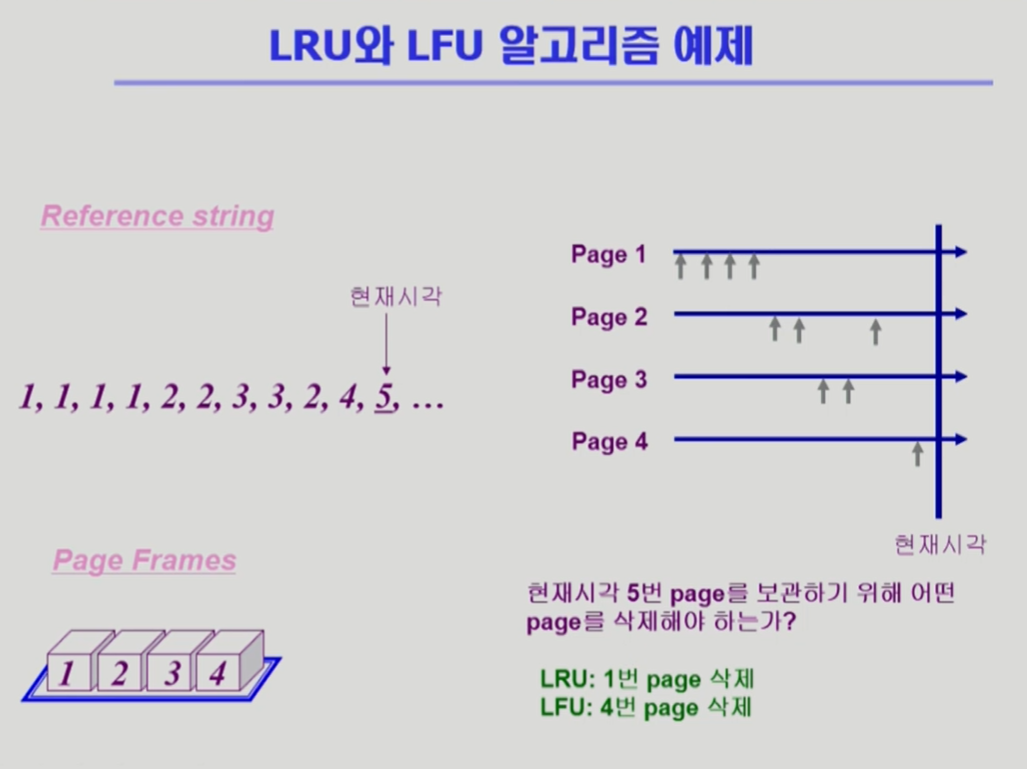 LRU와 LFU 알고리즘 예제
Reference string
현재시각
1, 1, 1, 1, 2, 2, 3, 3, 2, 4, 5, ...
Page 1
Page 2
Page 3
Page 4
현재시각
Page Frames
1 2 3 4
현재시각 5번 page를 보관하기 위해 어떤
page를 삭제해야 하는가?
LRU: 1번 page 삭제
LFU: 4번 page 삭제